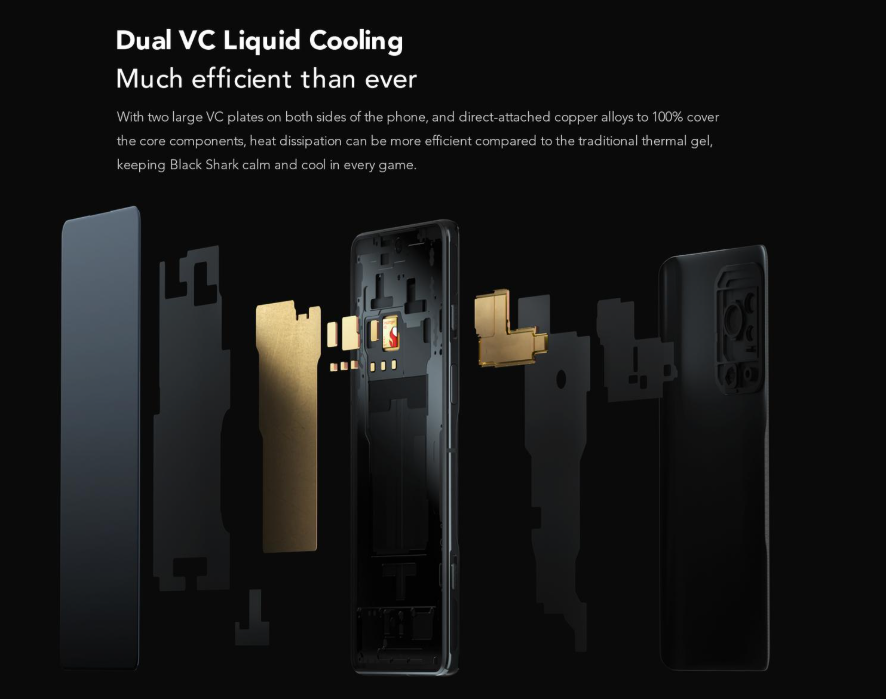 Dual VC Liquid Cooling
Much efficient than ever
With two large VC plates on both sides of the phone, and direct-attached copper alloys to 100% cover
the core components, heat dissipation can be more efficient compared to the traditional thermal gel,
keeping Black Shark calm and cool in every game.